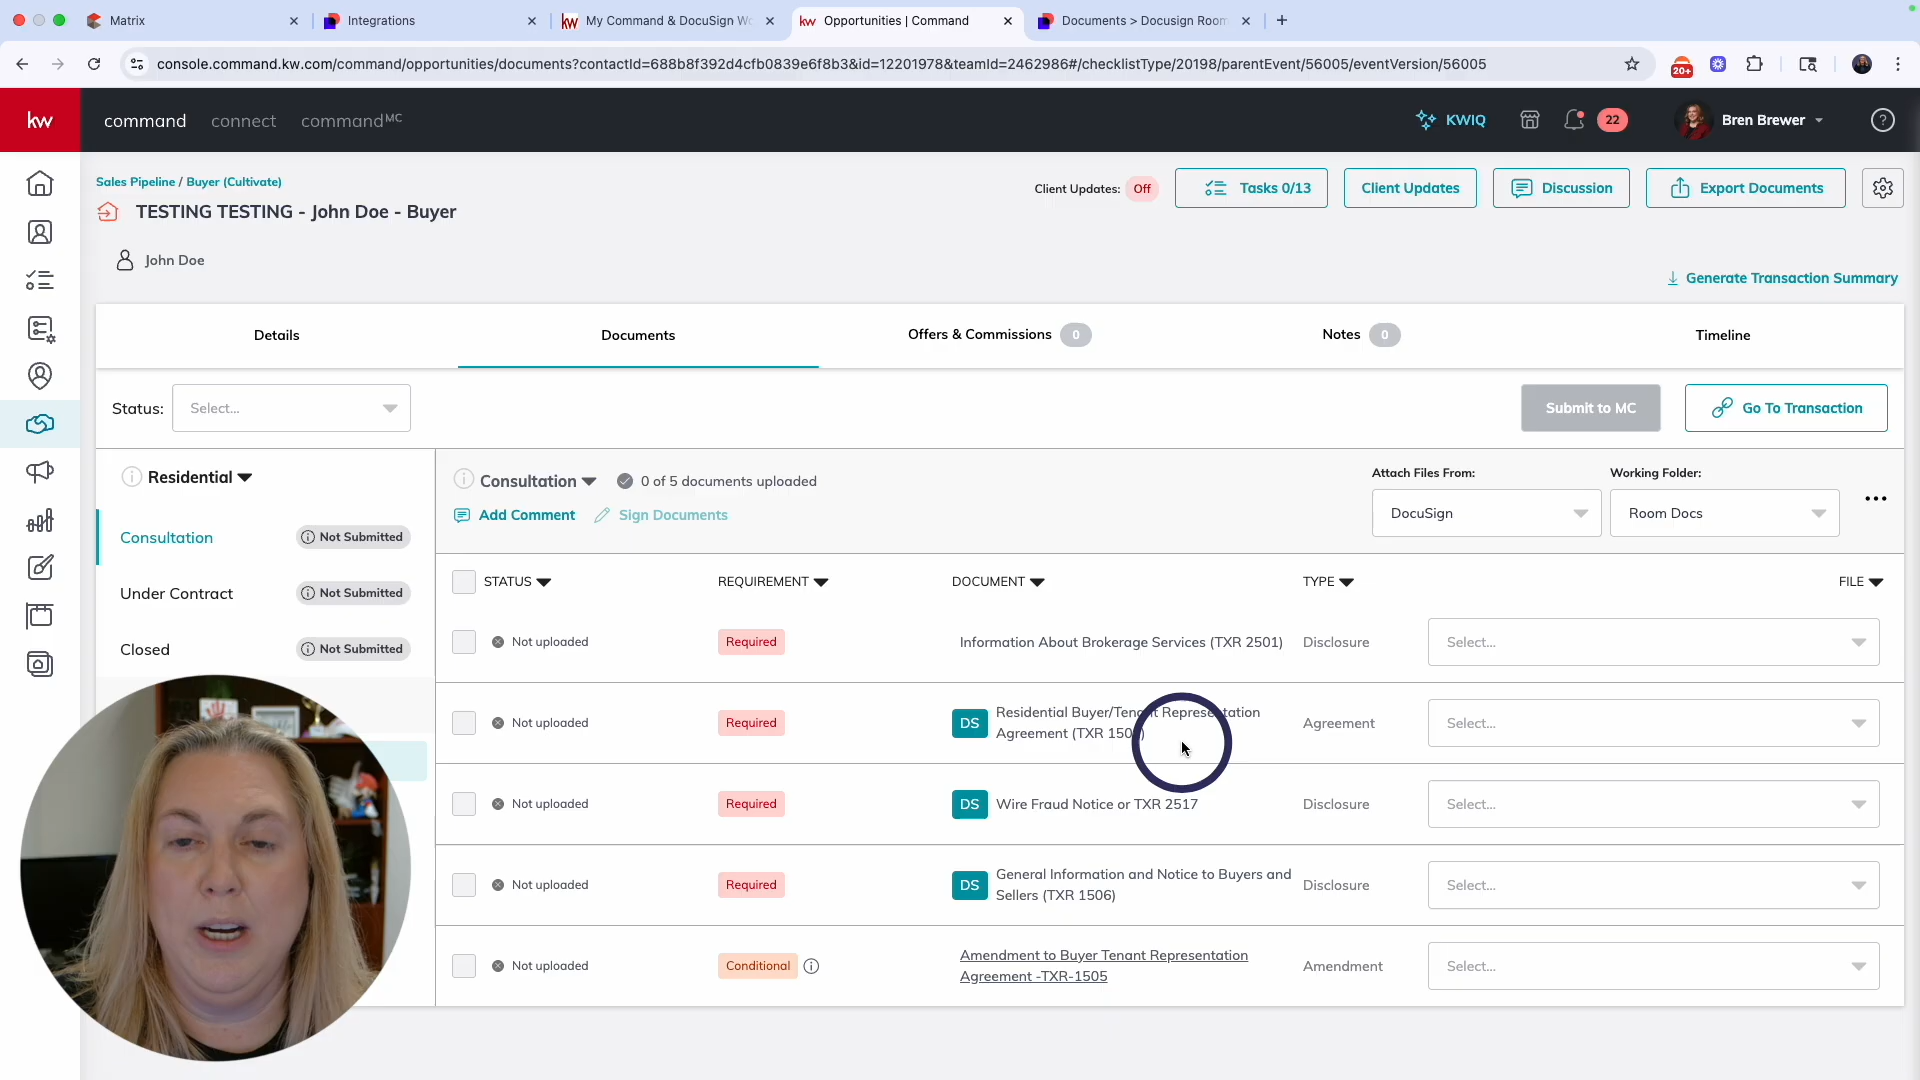 Matrix
Integrations
My Command & DocuSign Wo
Opportunities | Command
Documents > Docusign Room
console.command.kw.com/command/opportunities/documents?contactId=688b8f392d4cfb0839e6f8b3&id=12201978&teamId=2462986#/checklistType/20198/parentEvent/56005/eventVersion/56005
20+
kw
command
connect
commandMC
KWIQ
22
Bren Brewer
Sales Pipeline / Buyer (Cultivate)
TESTING TESTING - John Doe - Buyer
Client Updates: Off
Tasks 0/13
Client Updates
Discussion
Export Documents
John Doe
Generate Transaction Summary
Details
Documents
Offers & Commissions 0
Notes 0
Timeline
Status: Select...
Submit to MC
Go To Transaction
Residential
Consultation Not Submitted
Under Contract Not Submitted
Closed Not Submitted
Consultation
0 of 5 documents uploaded
Add Comment
Sign Documents
Attach Files From:
DocuSign
Working Folder:
Room Docs
STATUS REQUIREMENT DOCUMENT TYPE FILE
Not uploaded Required Information About Brokerage Services (TXR 2501) Disclosure Select...
Not uploaded Required DS Residential Buyer/Tenant Representation
Agreement (TXR 150 Agreement Select...
Not uploaded Required DS Wire Fraud Notice or TXR 2517 Disclosure Select...
Not uploaded Required DS General Information and Notice to Buyers and
Sellers (TXR 1506) Disclosure Select...
Not uploaded Conditional Amendment to Buyer Tenant Representation
Agreement -TXR-1505 Amendment Select...